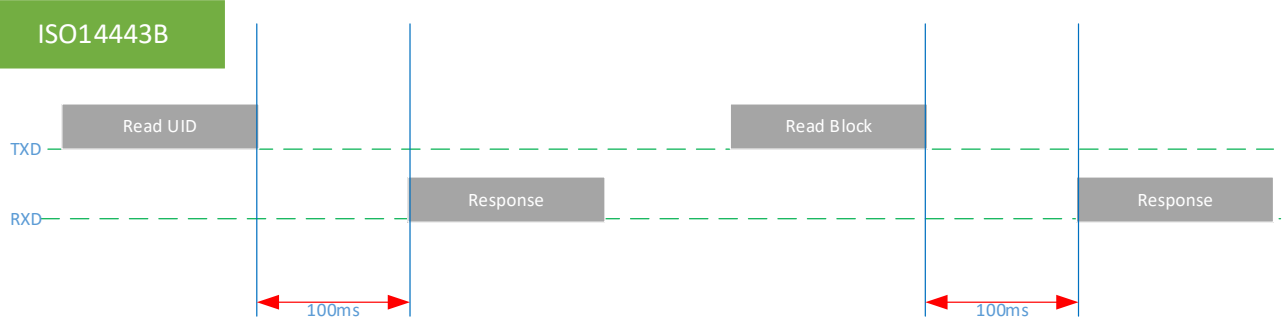 ISO14443B
Read UID
Read Block
TXD
Response
Response
RXD
100ms
100ms